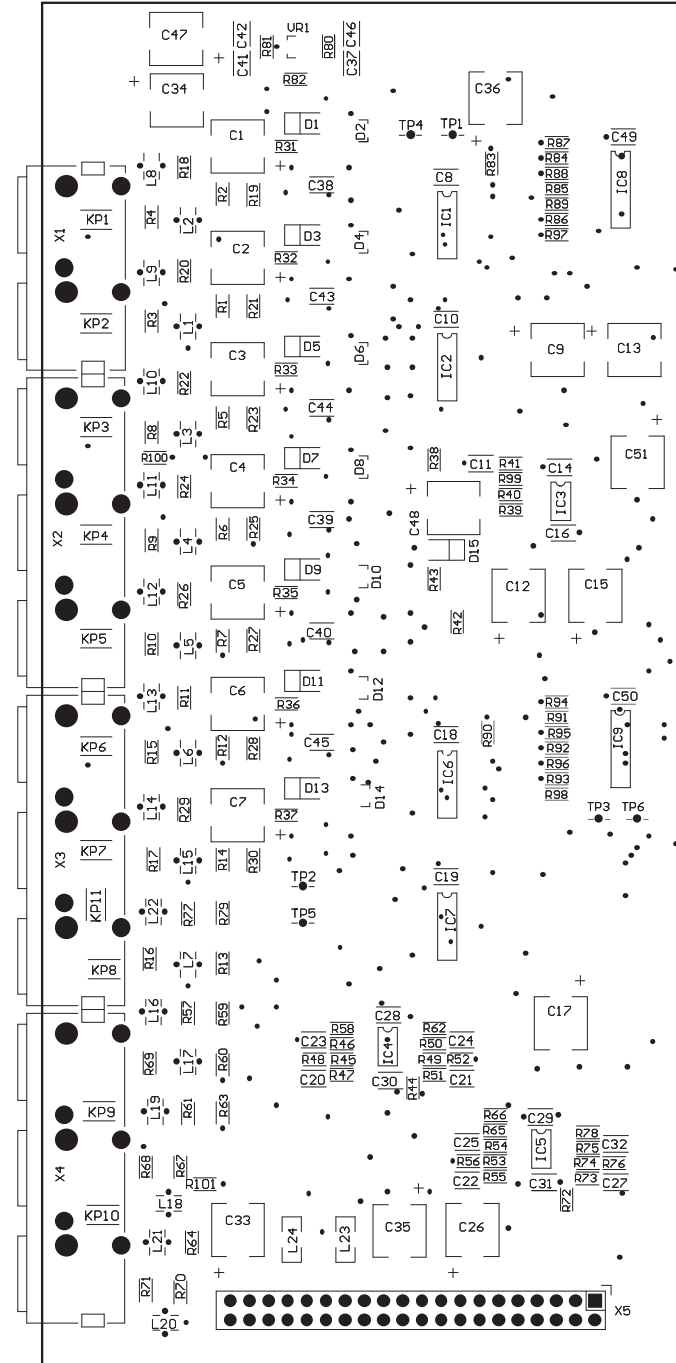 C47
C42
C41
R81
VR1
R80
C46
C37
R82
C34
C36
C1
D1
D2
TP4
TP1
R31
R83
R87
R84
R88
R85
R89
R86
R97
C49
IC8
L8
R18
R2
R19
C38
C8
IC1
X1
KP1
R4
L2
C2
D3
D4
R32
L9
R20
KP2
R3
L1
R1
R21
C43
C10
IC2
C9
C13
C3
D5
D6
R33
L10
R22
KP3
R8
L3
R5
R23
C44
R100
C4
D7
D8
R34
R38
C11
R41
R99
R40
R39
C14
IC3
C16
C51
C48
D15
L11
R24
X2
KP4
R9
L4
R6
R25
C39
C5
D9
D10
R35
R43
R42
C12
C15
L12
R26
KP5
R10
L5
R7
R27
C40
C6
D11
D12
R36
L13
R11
KP6
R15
L6
R12
R28
C45
C18
IC6
R90
R94
R91
R95
R92
R96
R93
R98
C50
IC9
TP3
TP6
C7
D13
D14
R37
L14
R29
X3
KP7
R17
L15
R14
R30
TP2
TP5
C19
IC7
KP11
L22
R77
R79
KP8
R16
L7
R13
C17
L16
R57
R59
R58
C23
R46
R48
R45
R47
C20
C28
IC4
C30
R44
R62
R50
C24
R49
R52
R51
C21
R69
L17
R60
KP9
L19
R61
R63
X4
R68
R67
R101
L18
R66
R65
C25
R54
R56
R53
C22
R55
C29
IC5
C31
R72
R78
R75
C32
R74
R76
R73
C27
KP10
L21
R64
C33
L24
L23
C35
C26
R71
R70
L20
X5